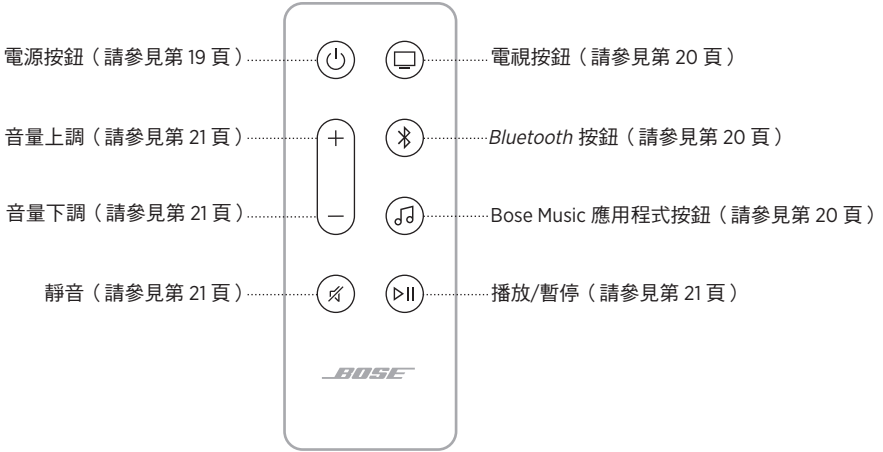 電源按鈕（請參見第 19 頁）
電視按鈕（請參見第 20 頁）
音量上調（請參見第 21 頁）
Bluetooth 按鈕（請參見第 20 頁）
音量下調（請參見第 21 頁）
Bose Music 應用程式按鈕（請參見第 20 頁）
靜音（請參見第 21 頁）
播放/暫停（請參見第 21 頁）
BOSE